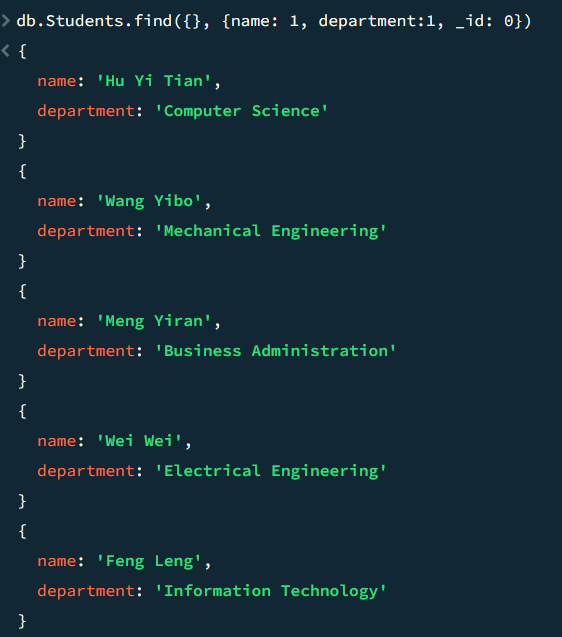 > db.Students.find({}, {name: 1, department:1, _id: 0})
< {
name: 'Hu Yi Tian',
department: 'Computer Science'
}
{
name: 'Wang Yibo',
department: 'Mechanical Engineering'
}
{
name: 'Meng Yiran',
department: 'Business Administration'
}
{
name: 'Wei Wei',
department: 'Electrical Engineering'
}
{
name: 'Feng Leng',
department: 'Information Technology'
}